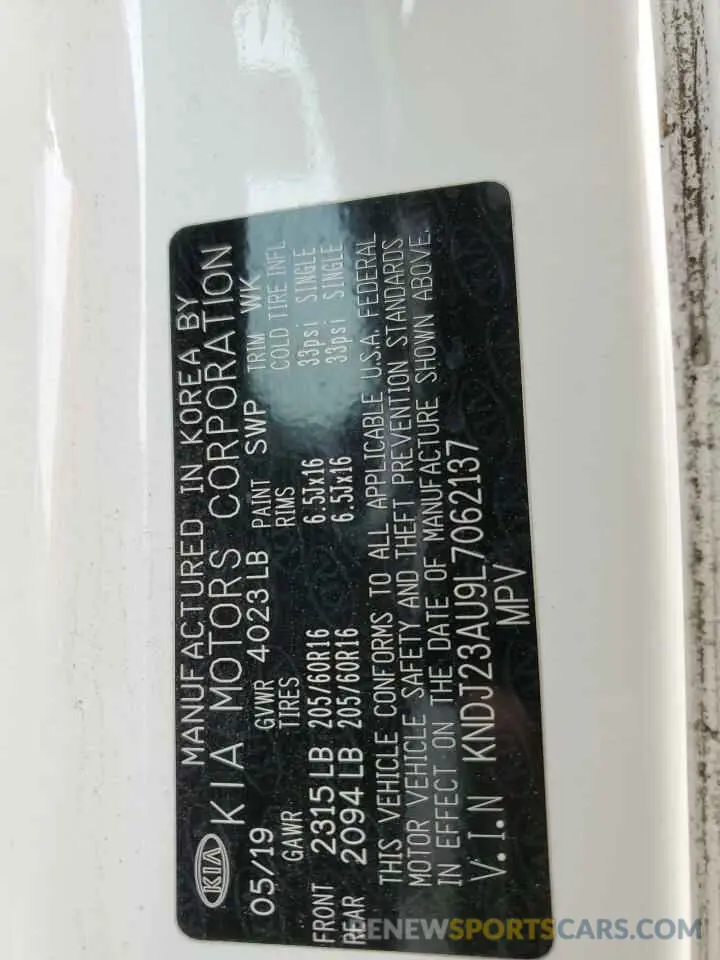 KIA
MANUFACTURED IN KOREA BY
KIA MOTORS CORPORATION
05/19 GVWR 4023LB PAINT SWP TRIM WK
GAWR TIRES RIMS COLD TIRE INFL
FRONT 2315LB 205/60R16 6.5Jx16 33psi SINGLE
REAR 2094LB 205/60R16 6.5Jx16 33psi SINGLE
THIS VEHICLE CONFORMS TO ALL APPLICABLE U.S.A. FEDERAL
MOTOR VEHICLE SAFETY AND THEFT PREVENTION STANDARDS
IN EFFECT ON THE DATE OF MANUFACTURE SHOWN ABOVE.
V.I.N KNDJ23AU9L7062137
MPV
RENEWSPORTSCARS.COM